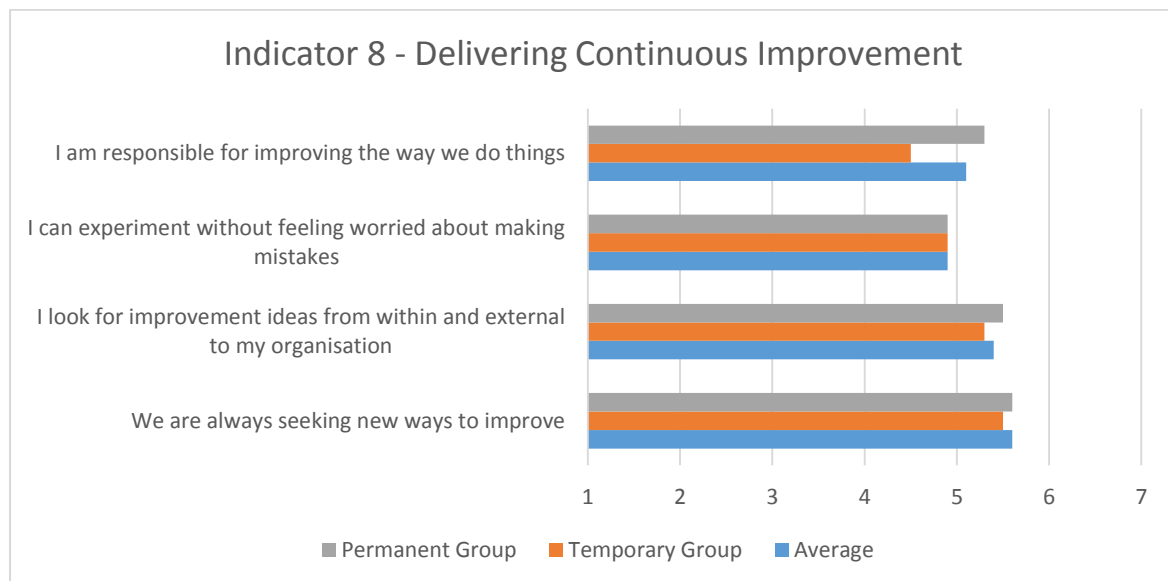 Indicator 8 - Delivering Continuous Improvement
I am responsible for improving the way we do things
I can experiment without feeling worried about making
mistakes
I look for improvement ideas from within and external
to my organisation
We are always seeking new ways to improve
1 2 3 4 5 6 7
Permanent Group Temporary Group Average